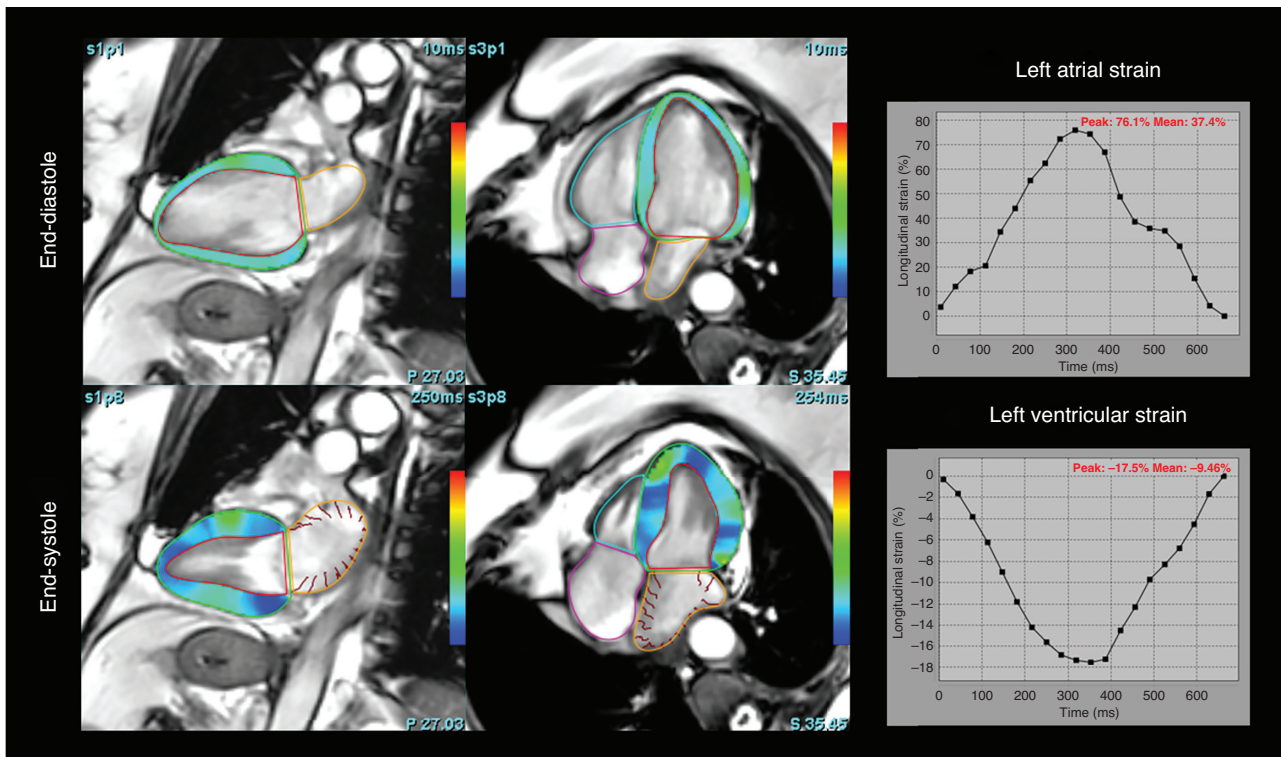 End-diastole
s1p1 10ms
P 27.03
s3p1 10ms
S 35.45
Left atrial strain
Peak: 76.1% Mean: 37.4%
Longitudinal strain (%)
80
70
60
50
40
30
20
10
0
0 100 200 300 400 500 600
Time (ms)
End-systole
s1p8 250ms
P 27.03
s3p8 254ms
S 35.45
Left ventricular strain
Peak: –17.5% Mean: –9.46%
Longitudinal strain (%)
0
–2
–4
–6
–8
–10
–12
–14
–16
–18
0 100 200 300 400 500 600
Time (ms)